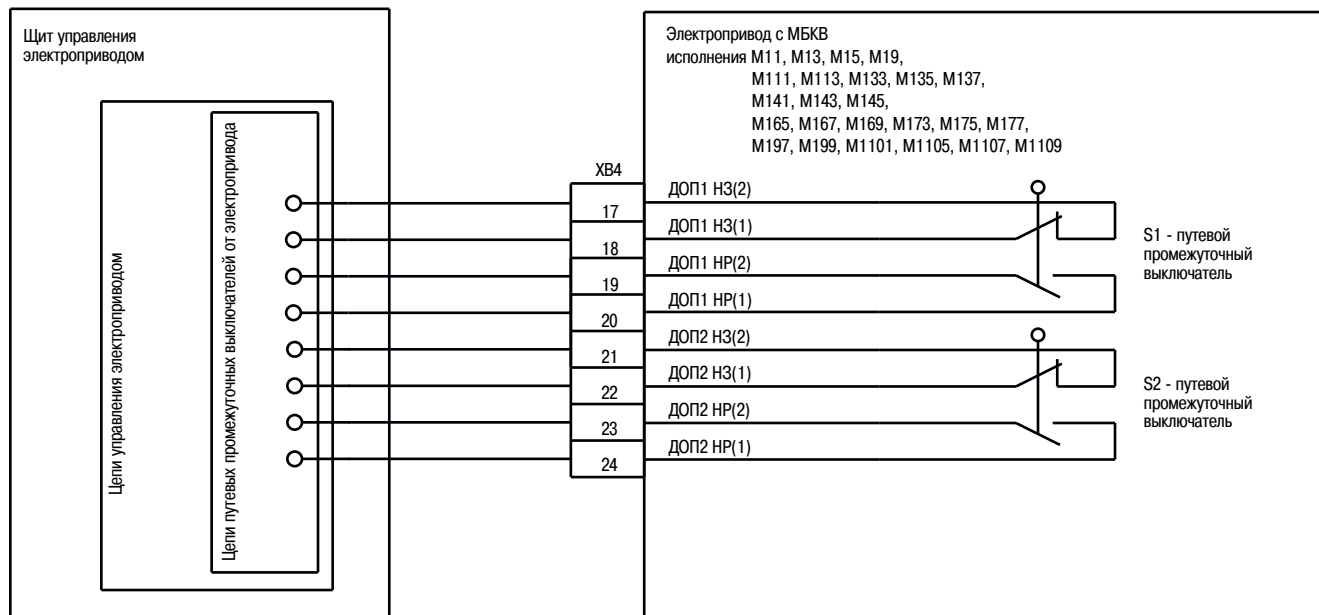 Щит управления
электроприводом
Цепи управления электроприводом
Цепи путевых промежуточных выключателей от электропривода
Электропривод с МБКВ
исполнения М11, М13, М15, М19,
М111, М113, М133, М135, М137,
М141, М143, М145,
М165, М167, М169, М173, М175, М177,
М197, М199, М1101, М1105, М1107, М1109
ХВ4
17
18
19
20
21
22
23
24
ДОП1 НЗ(2)
ДОП1 НЗ(1)
ДОП1 НР(2)
ДОП1 НР(1)
ДОП2 НЗ(2)
ДОП2 НЗ(1)
ДОП2 НР(2)
ДОП2 НР(1)
S1 - путевой
промежуточный
выключатель
S2 - путевой
промежуточный
выключатель